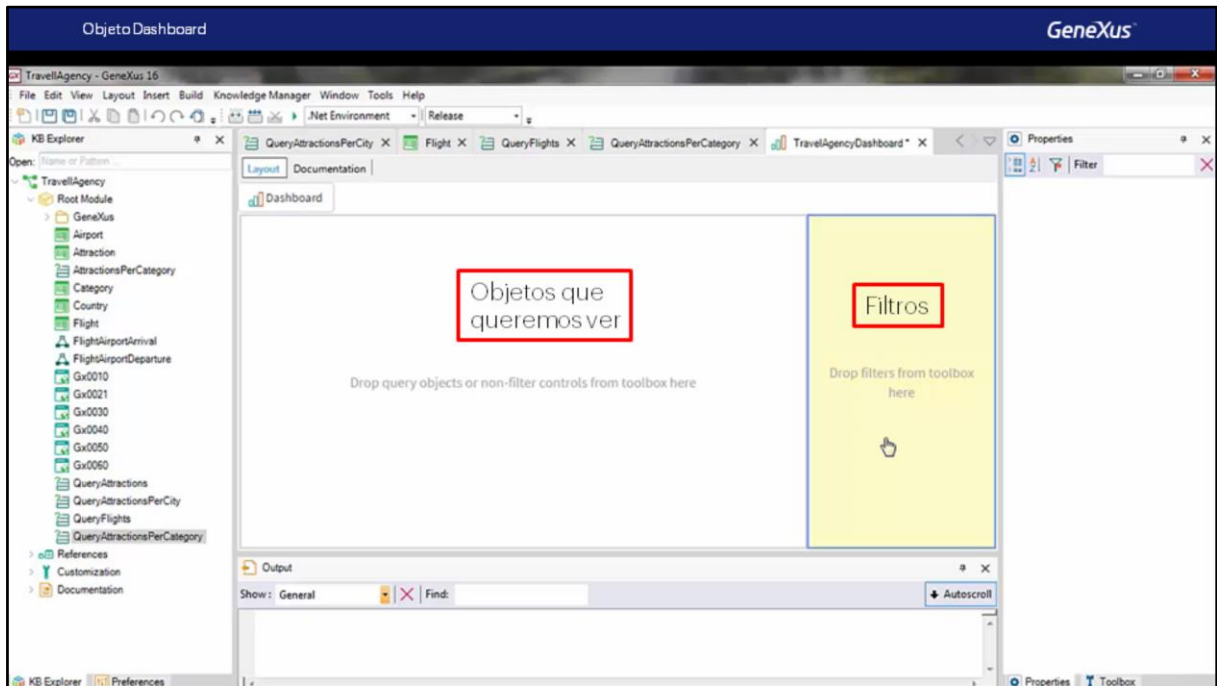 Objeto Dashboard
GeneXus
TravellAgency - GeneXus 16
File Edit View Layout Insert Build Knowledge Manager Window Tools Help
.Net Environment
Release
KB Explorer
QueryAttractionsPerCity
Flight
QueryFlights
QueryAttractionsPerCategory
TravelAgencyDashboard *
Properties
Open: Name or Pattern ...
Layout
Documentation
Filter
TravellAgency
Root Module
GeneXus
Airport
Attraction
AttractionsPerCategory
Category
Country
Flight
FlightAirportArrival
FlightAirportDeparture
Gx0010
Gx0021
Gx0030
Gx0040
Gx0050
Gx0060
QueryAttractions
QueryAttractionsPerCity
QueryFlights
QueryAttractionsPerCategory
References
Customization
Documentation
Dashboard
Objetos que
queremos ver
Drop query objects or non-filter controls from toolbox here
Filtros
Drop filters from toolbox
here
Output
Show: General
Find:
Autoscroll
KB Explorer
Preferences
Properties
Toolbox